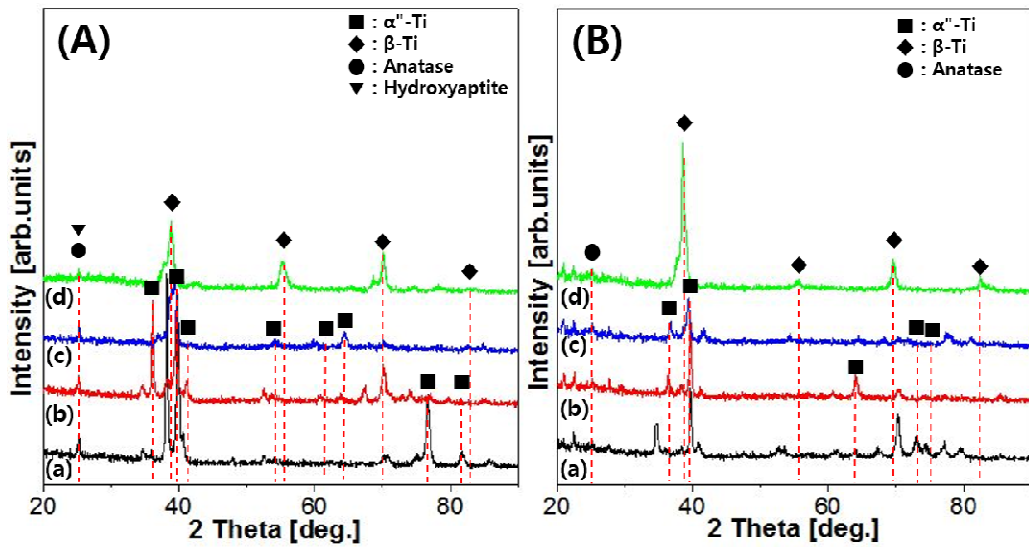 (A)
■ : α"-Ti
◆ : β-Ti
● : Anatase
▼ : Hydroxyaptite
Intensity [arb.units]
(d)
(c)
(b)
(a)
20 40 60 80
2 Theta [deg.]
(B)
■ : α"-Ti
◆ : β-Ti
● : Anatase
Intensity [arb.units]
(d)
(c)
(b)
(a)
20 40 60 80
2 Theta [deg.]